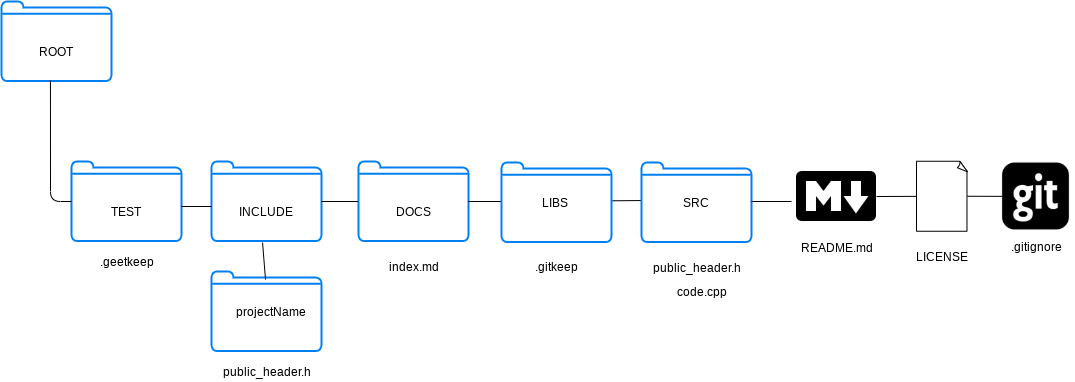 ROOT
TEST
INCLUDE
DOCS
LIBS
SRC
M
git
.geetkeep
index.md
.gitkeep
public_header.h
code.cpp
README.md
LICENSE
.gitignore
projectName
public_header.h